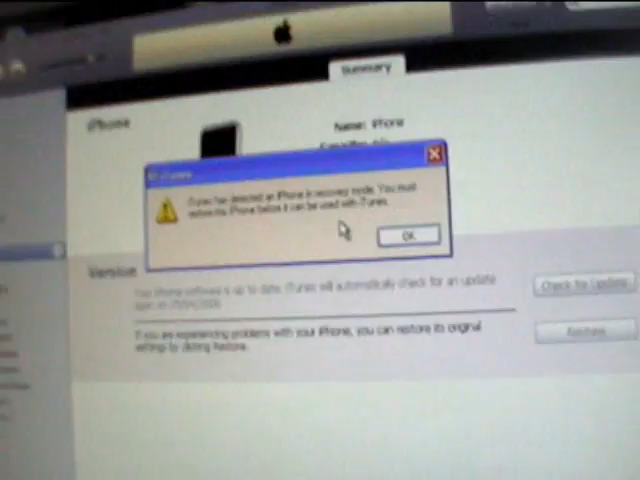 Summary
iPhone
Name: iPhone
iTunes
iTunes has detected an iPhone in recovery mode. You must
restore this iPhone before it can be used with iTunes.
OK
Version
Your iPhone software is up to date. iTunes will automatically check for an update
again on
Check for Update
If you are experiencing problems with your iPhone, you can restore its original
settings by clicking Restore.
Restore